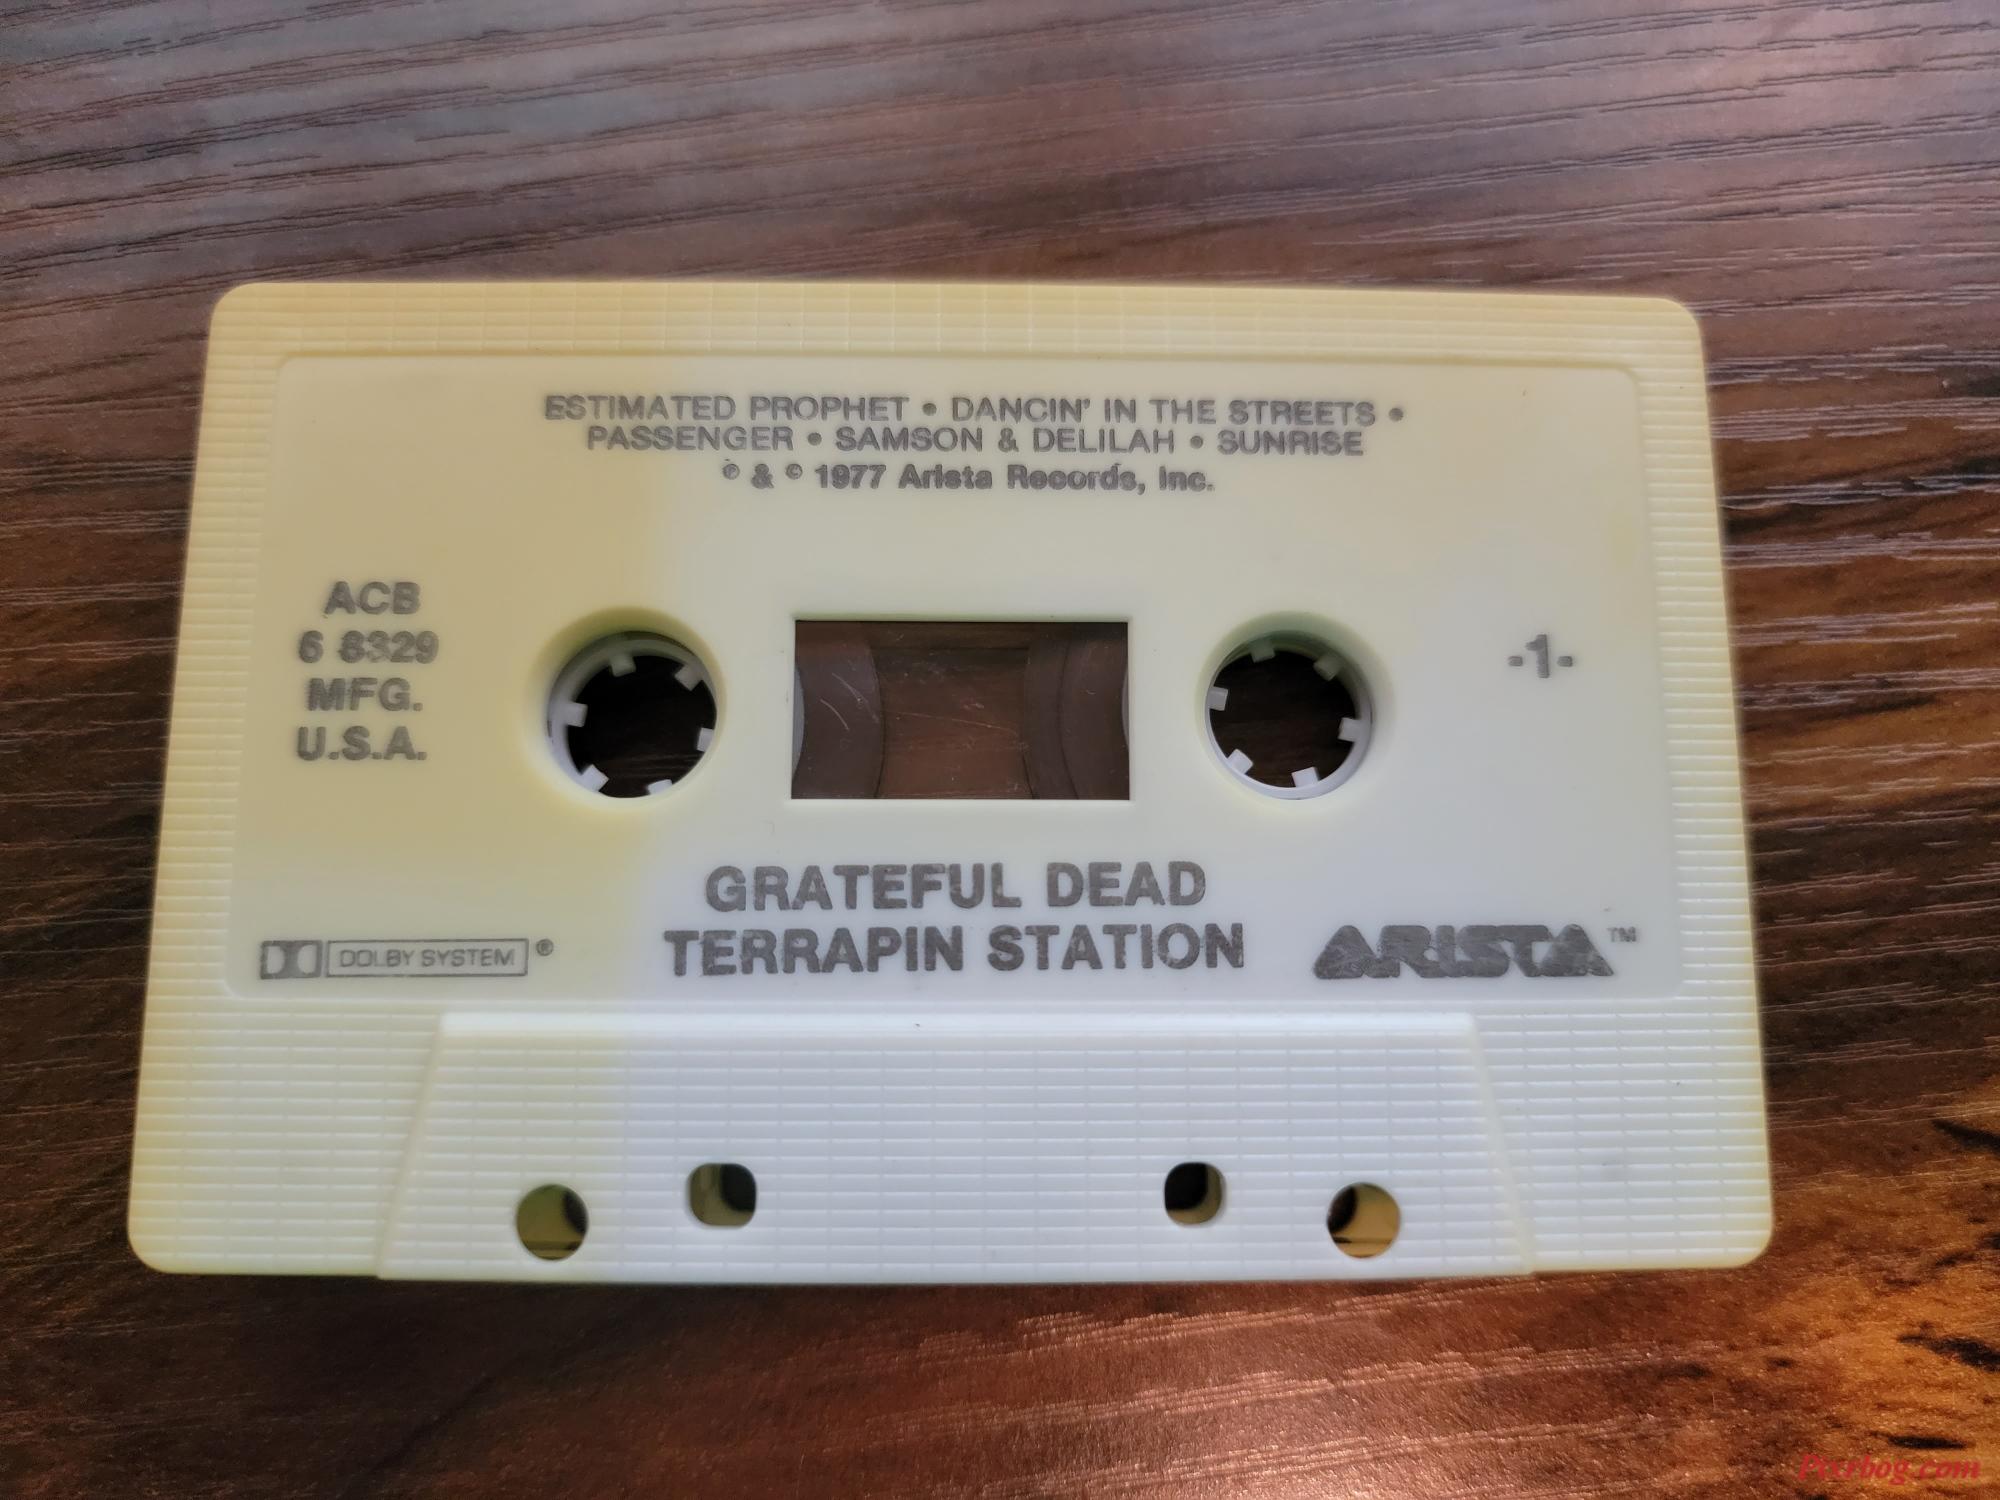 ESTIMATED PROPHET • DANCIN' IN THE STREETS •
PASSENGER • SAMSON & DELILAH • SUNRISE
℗ & © 1977 Arista Records, Inc.
ACB
6 8329
MFG.
U.S.A.
-1-
GRATEFUL DEAD
TERRAPIN STATION
DOLBY SYSTEM ®
ARISTA™
Pixrbog.com